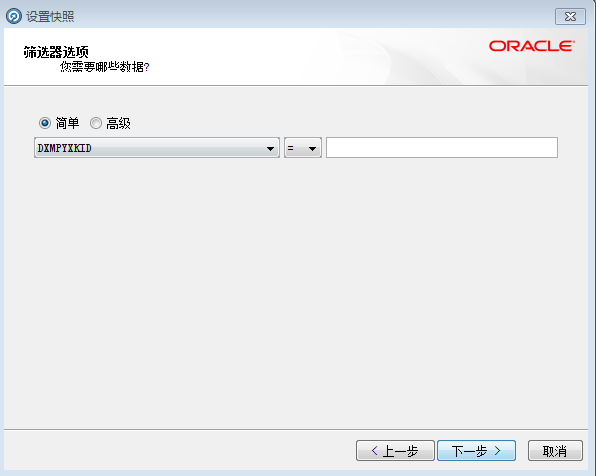 设置快照
筛选器选项
ORACLE
您需要哪些数据?
简单 高级
DXMPYXKID =
<上一步 下一步> 取消